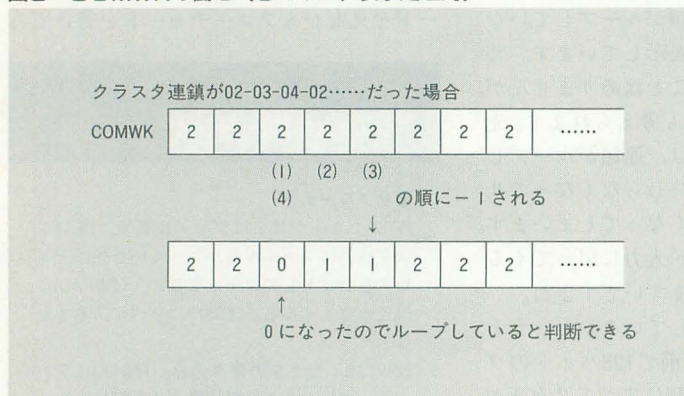 クラスタ連鎖が02-03-04-02……だった場合
COMWK 2 2 2 2 2 2 2 2 ……
(1) (2) (3)
(4) の順に－1される
↓
2 2 0 1 1 2 2 2 ……
↑
0になったのでループしていると判断できる